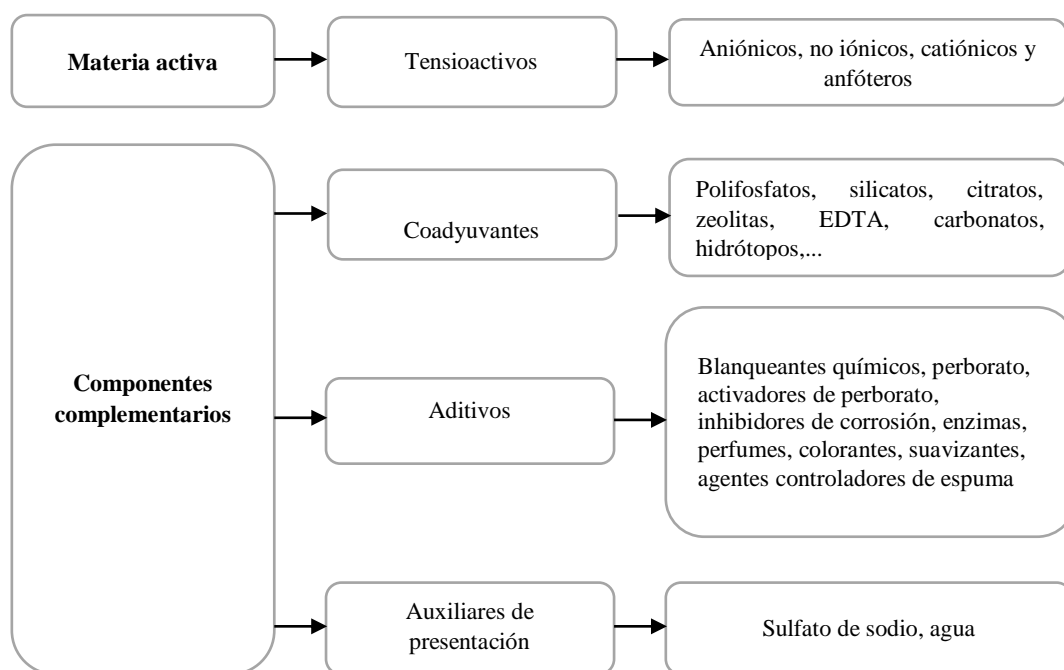 Materia activa
Tensioactivos
Aniónicos, no iónicos, catiónicos y
anfóteros
Componentes
complementarios
Coadyuvantes
Polifosfatos, silicatos, citratos,
zeolitas, EDTA, carbonatos,
hidrótopos,...
Aditivos
Blanqueantes químicos, perborato,
activadores de perborato,
inhibidores de corrosión, enzimas,
perfumes, colorantes, suavizantes,
agentes controladores de espuma
Auxiliares de
presentación
Sulfato de sodio, agua